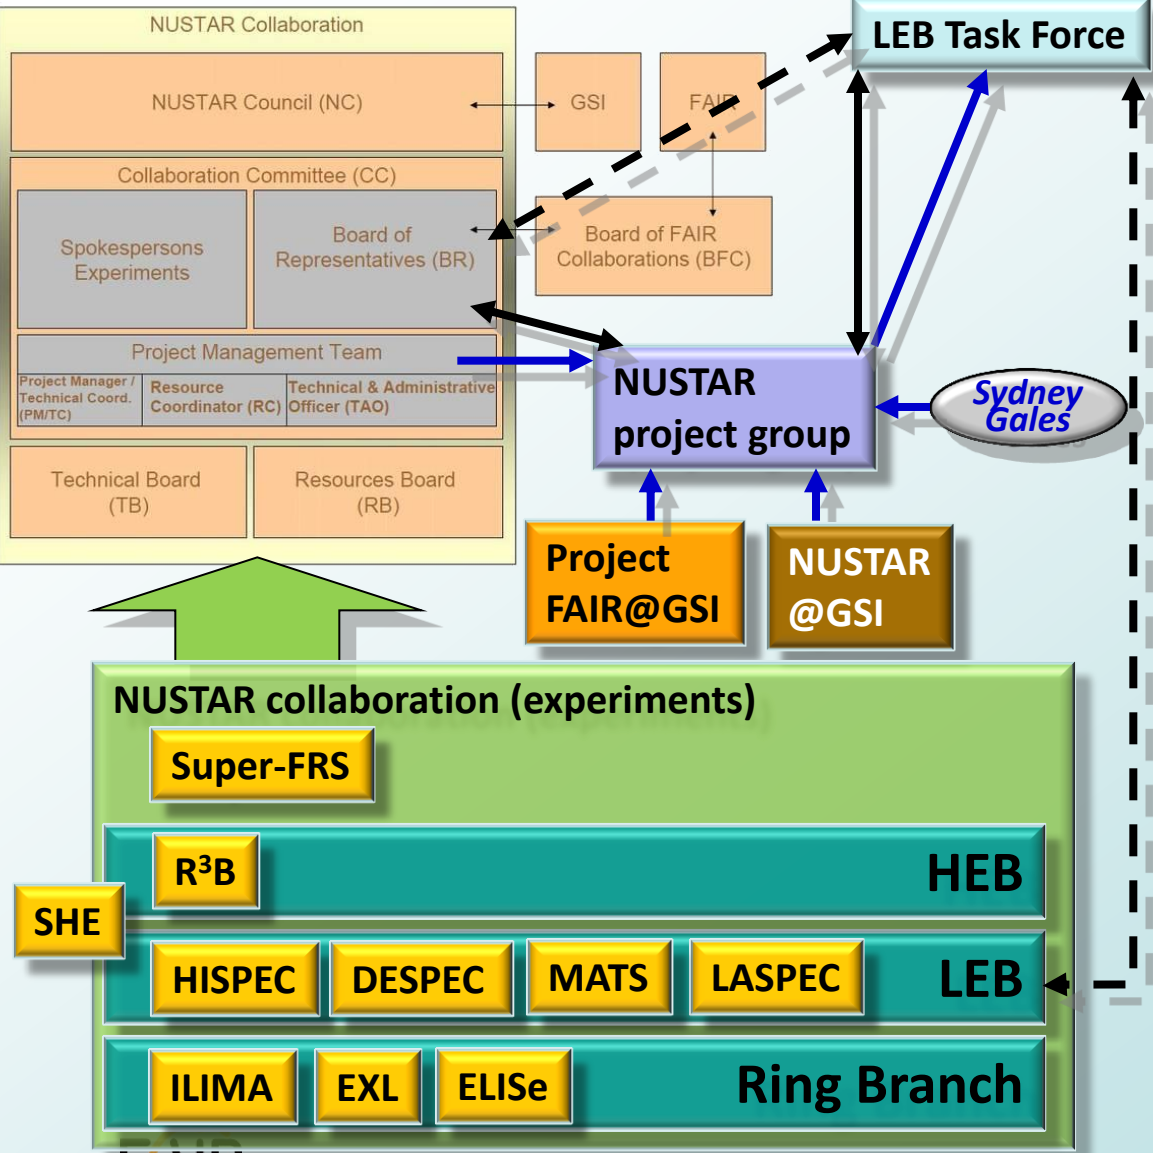 NUSTAR Collaboration
LEB Task Force
NUSTAR Council (NC)
GSI
FAIR
Collaboration Committee (CC)
Spokespersons
Experiments
Board of
Representatives (BR)
Board of FAIR
Collaborations (BFC)
Project Management Team
Project Manager /
Technical Coord.
(PM/TC)
Resource
Coordinator (RC)
Technical & Administrative
Officer (TAO)
NUSTAR
project group
Sydney
Gales
Technical Board
(TB)
Resources Board
(RB)
Project
FAIR@GSI
NUSTAR
@GSI
NUSTAR collaboration (experiments)
Super-FRS
R³B
HEB
SHE
HISPEC
DESPEC
MATS
LASPEC
LEB
ILIMA
EXL
ELISe
Ring Branch